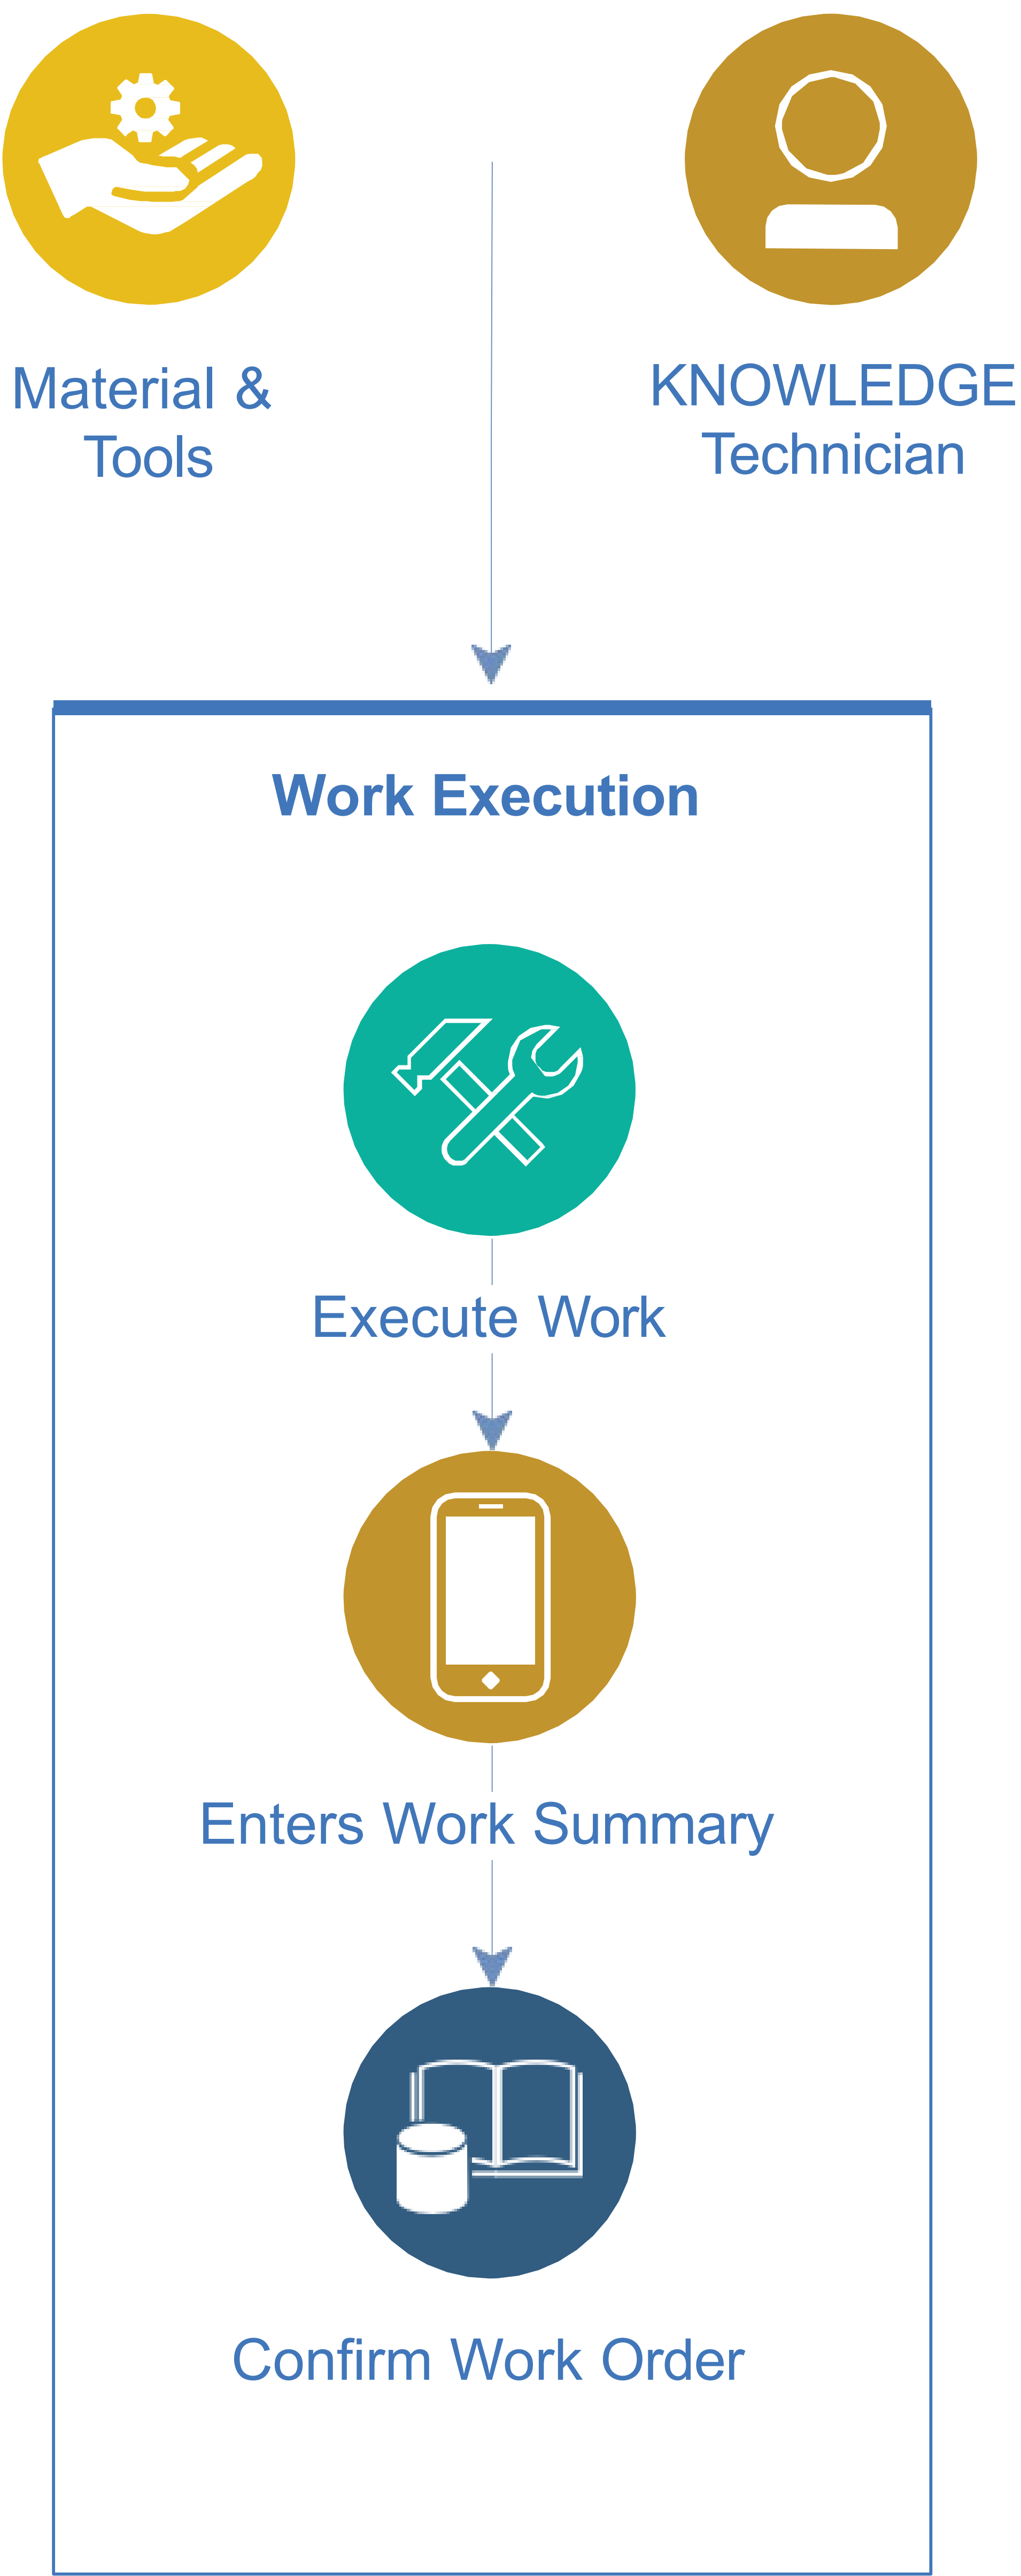 Material &
Tools
KNOWLEDGE
Technician
Work Execution
Execute Work
Enters Work Summary
Confirm Work Order